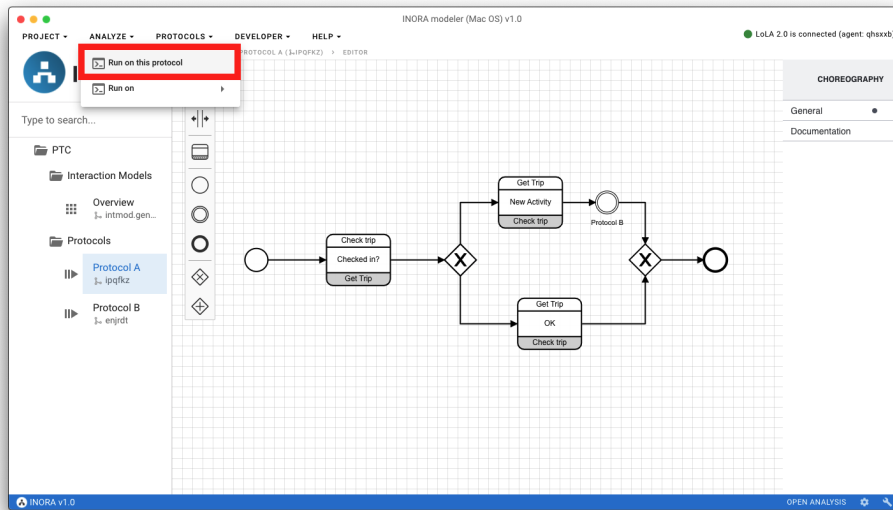 INORA modeler (Mac OS) v1.0
PROJECT
ANALYZE
PROTOCOLS
DEVELOPER
HELP
LoLA 2.0 is connected (agent: qhsxxb)
PROTOCOL A (IPQFKZ) > EDITOR
Run on this protocol
Run on
Type to search...
PTC
Interaction Models
Overview
intmod.gen...
Protocols
Protocol A
ipqfkz
Protocol B
enjrdt
Check trip
Checked in?
Get Trip
Get Trip
New Activity
Check trip
Protocol B
Get Trip
OK
Check trip
CHOREOGRAPHY
General
Documentation
INORA v1.0
OPEN ANALYSIS